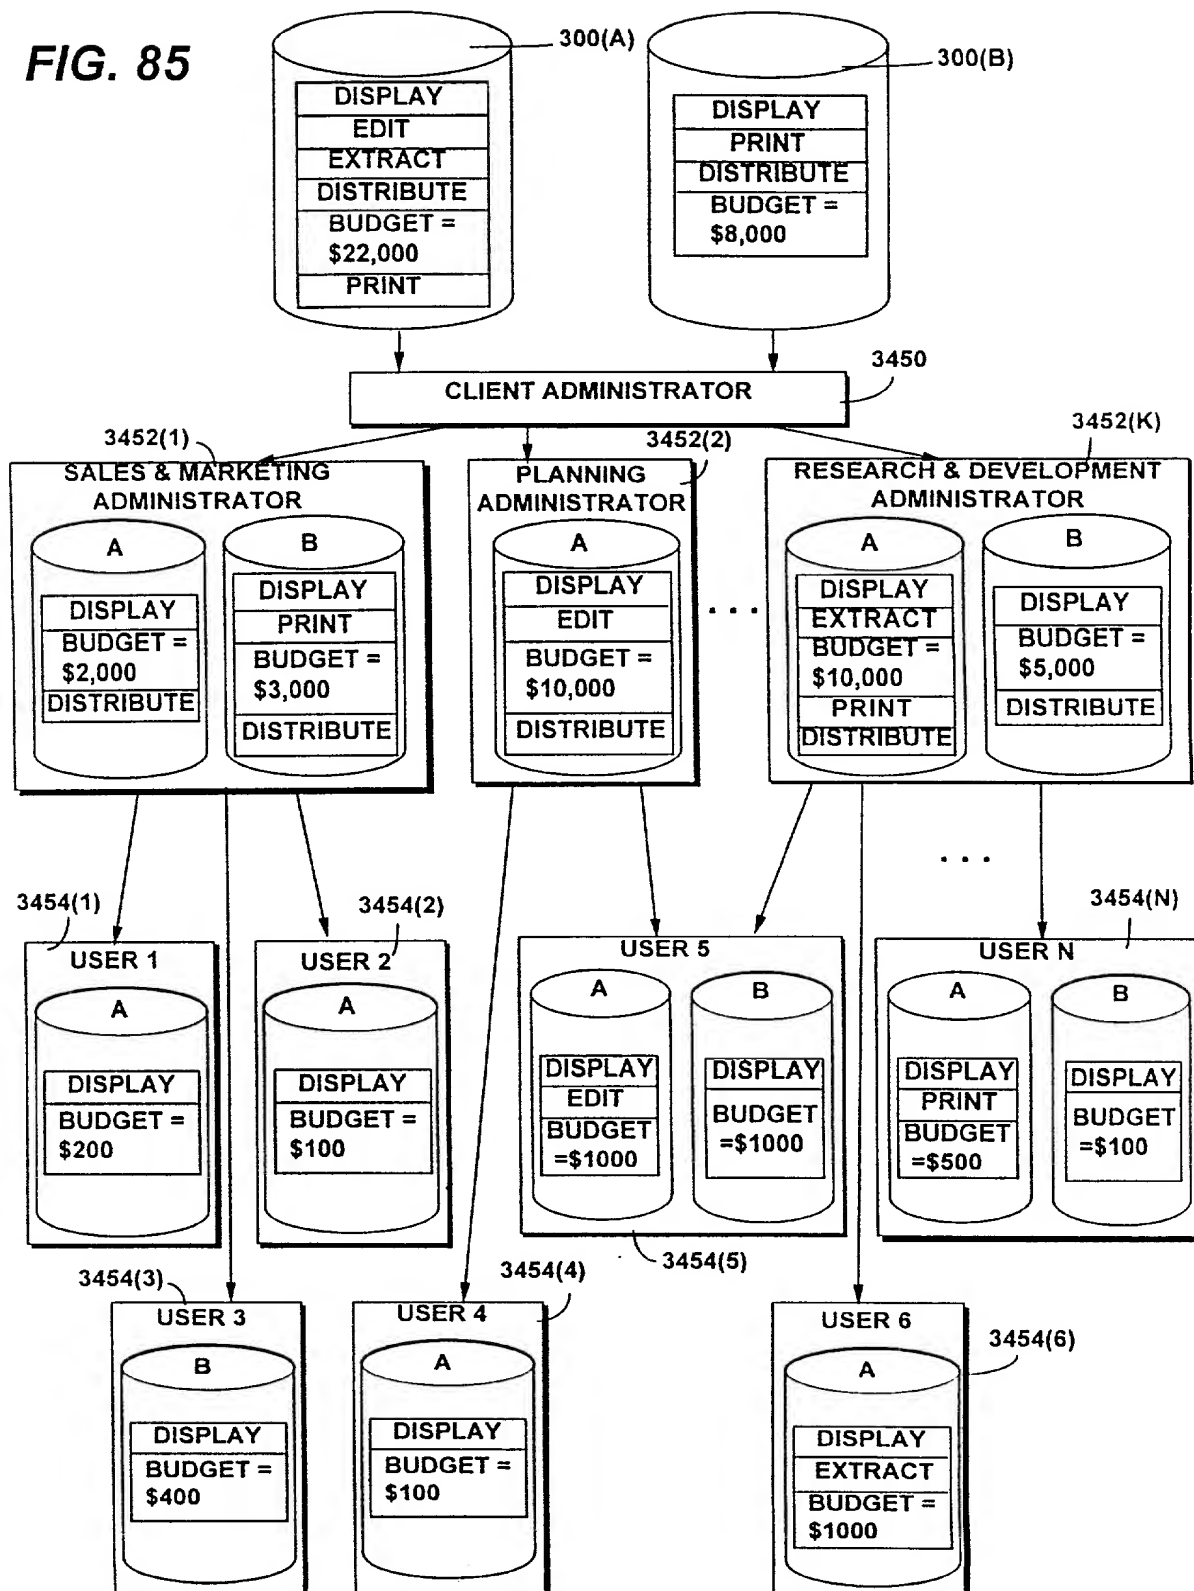 FIG. 85
300(A)
300(B)
DISPLAY
EDIT
EXTRACT
DISTRIBUTE
BUDGET =
$22,000
PRINT
DISPLAY
PRINT
DISTRIBUTE
BUDGET =
$8,000
CLIENT ADMINISTRATOR
3450
3452(1)
SALES & MARKETING
ADMINISTRATOR
A
DISPLAY
BUDGET =
$2,000
DISTRIBUTE
B
DISPLAY
PRINT
BUDGET =
$3,000
DISTRIBUTE
3452(2)
PLANNING
ADMINISTRATOR
A
DISPLAY
EDIT
BUDGET =
$10,000
DISTRIBUTE
. . .
3452(K)
RESEARCH & DEVELOPMENT
ADMINISTRATOR
A
DISPLAY
EXTRACT
BUDGET =
$10,000
PRINT
DISTRIBUTE
B
DISPLAY
BUDGET =
$5,000
DISTRIBUTE
. . .
3454(1)
USER 1
A
DISPLAY
BUDGET =
$200
3454(2)
USER 2
A
DISPLAY
BUDGET =
$100
USER 5
A
DISPLAY
EDIT
BUDGET
=$1000
B
DISPLAY
BUDGET
=$1000
3454(5)
3454(N)
USER N
A
DISPLAY
PRINT
BUDGET
=$500
B
DISPLAY
BUDGET
=$100
3454(3)
USER 3
B
DISPLAY
BUDGET =
$400
3454(4)
USER 4
A
DISPLAY
BUDGET =
$100
USER 6
3454(6)
A
DISPLAY
EXTRACT
BUDGET =
$1000